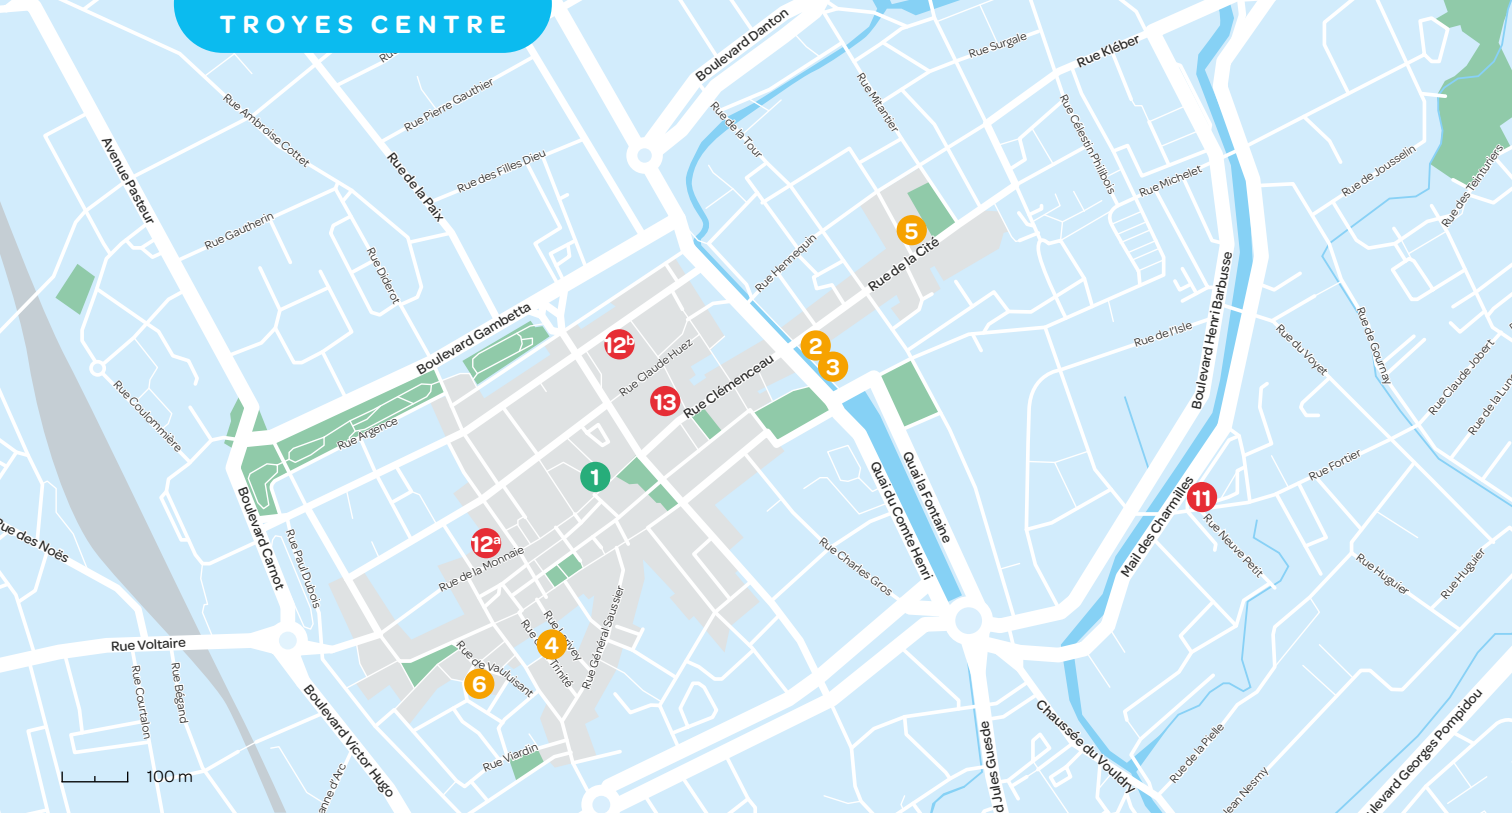 TROYES CENTRE
Boulevard Danton
Rue Surgale
Rue Kléber
Rue Pierre Gauthier
Rue Ambroise Cottet
Rue de la Tour
Rue Mitantier
Rue Célestin Philbois
Avenue Pasteur
Rue de la Paix
Rue des Filles Dieu
Rue Michelet
Rue de Jousselin
Rue des Teinturiers
Rue Gautherin
Rue Diderot
Rue Hennequin
5
Rue de la Cité
Boulevard Gambetta
12b
2
3
Rue Claude Huez
Rue Clémenceau
13
Rue de l'Isle
Boulevard Henri Barbusse
Rue du Voyet
Rue de Gournay
Rue Claude Jobert
Rue Coulommière
Rue Argence
1
Quai du Comte Henri
Quai la Fontaine
Rue Fortier
11
Mail des Charmilles
Rue Neuve Petit
Rue Huguier
Rue Huguier
Rue des Noës
Boulevard Carnot
Rue Paul Dubois
12a
Rue de la Monnaie
Rue Charles Gros
Rue Général Saussier
Rue Voltaire
Rue Courtalon
Rue Bégand
Rue de Vauluisant
4
Trinité
6
Boulevard Victor Hugo
Rue Viardin
Chaussée du Vouldry
Rue de la Pielle
100 m